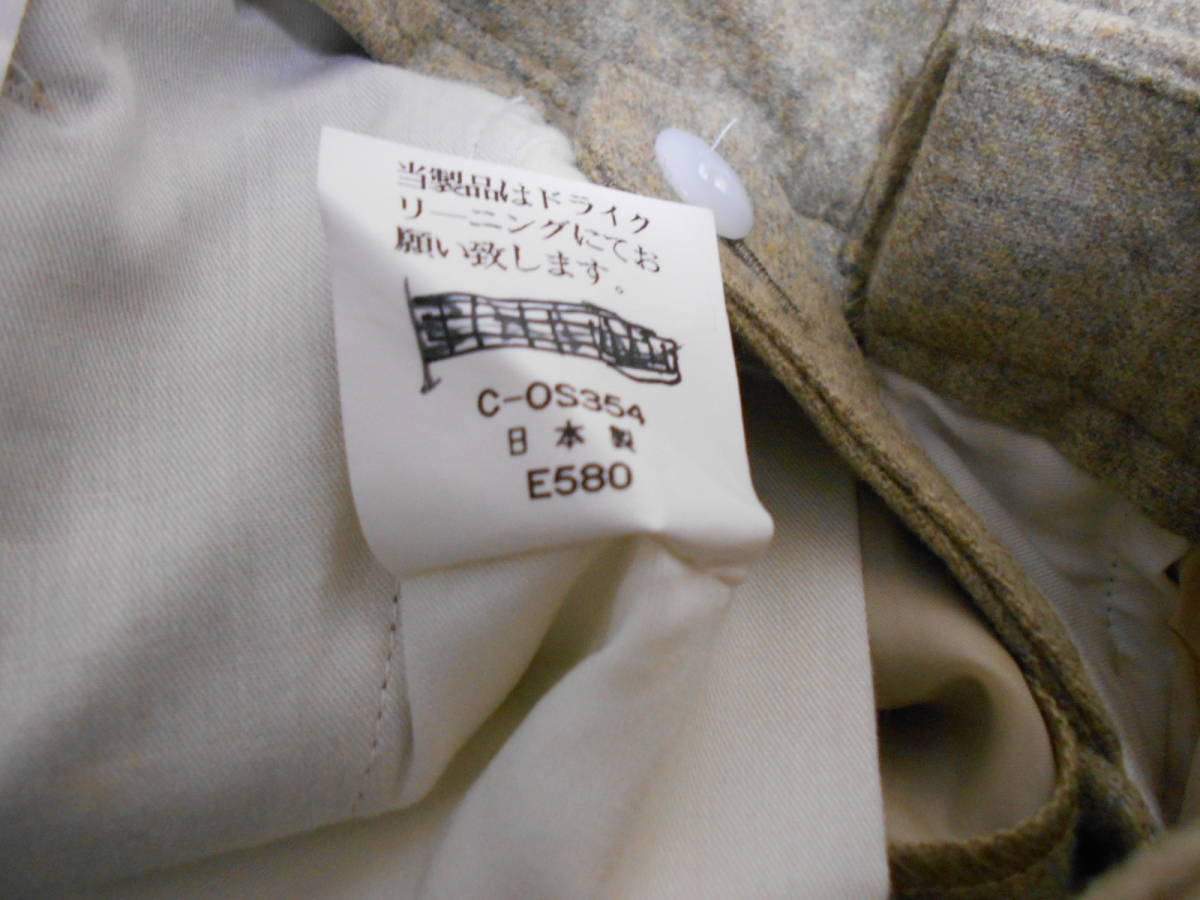 当製品はドライク
リーニングにてお
願い致します。
C-OS354
日本製
E580